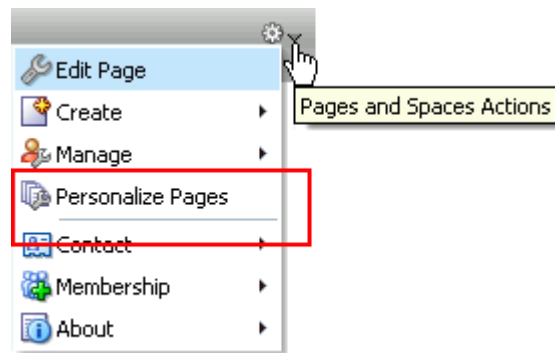 Edit Page
Pages and Spaces Actions
Create
Manage
Personalize Pages
Contact
Membership
About